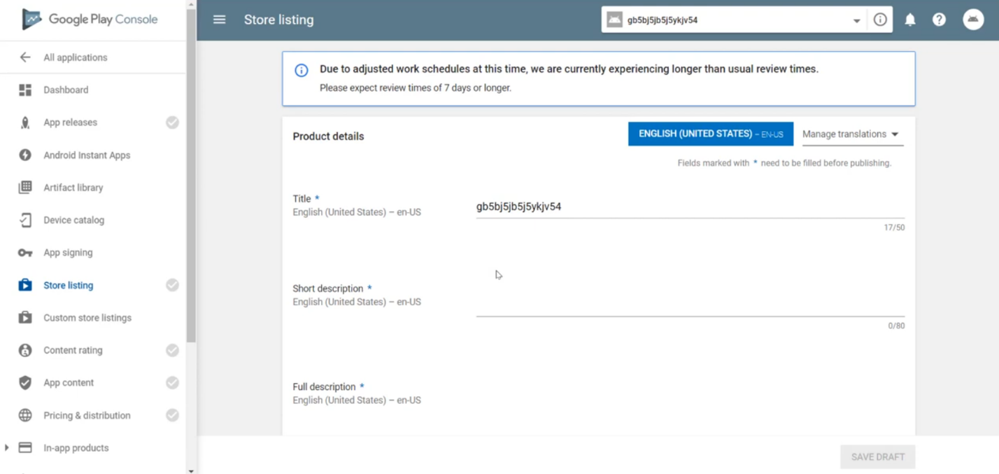 Google Play Console
Store listing
gb5bj5jb5j5ykjv54
All applications
Dashboard
App releases
Android Instant Apps
Artifact library
Device catalog
App signing
Store listing
Custom store listings
Content rating
App content
Pricing & distribution
In-app products
Due to adjusted work schedules at this time, we are currently experiencing longer than usual review times.
Please expect review times of 7 days or longer.
Product details
ENGLISH (UNITED STATES) – EN-US
Manage translations
Fields marked with * need to be filled before publishing.
Title *
English (United States) – en-US
gb5bj5jb5j5ykjv54
17/50
Short description *
English (United States) – en-US
0/80
Full description *
English (United States) – en-US
SAVE DRAFT